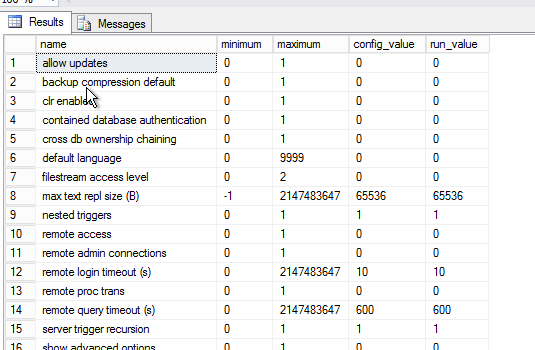 100 %
Results Messages
name minimum maximum config_value run_value
1 allow updates 0 1 0 0
2 backup compression default 0 1 0 0
3 clr enabled 0 1 0 0
4 contained database authentication 0 1 0 0
5 cross db ownership chaining 0 1 0 0
6 default language 0 9999 0 0
7 filestream access level 0 2 0 0
8 max text repl size (B) -1 2147483647 65536 65536
9 nested triggers 0 1 1 1
10 remote access 0 1 0 0
11 remote admin connections 0 1 0 0
12 remote login timeout (s) 0 2147483647 10 10
13 remote proc trans 0 1 0 0
14 remote query timeout (s) 0 2147483647 600 600
15 server trigger recursion 0 1 1 1
16 show advanced options 0 1 0 0